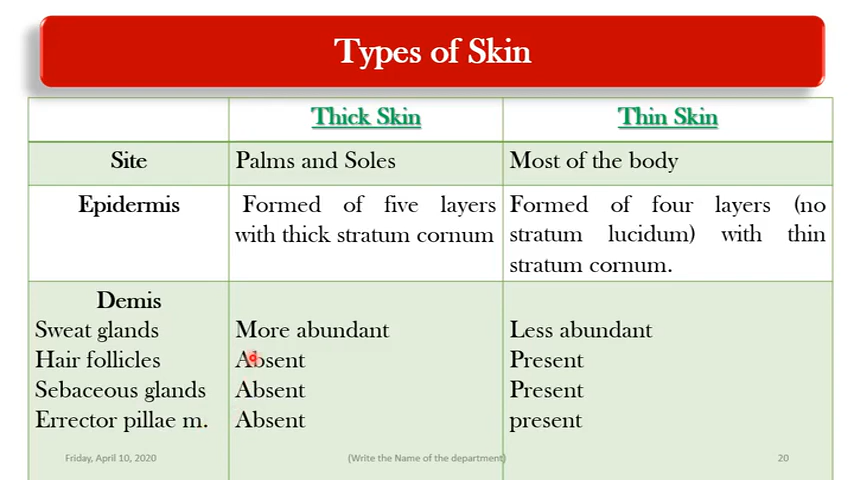 Types of Skin
Thick Skin Thin Skin
Site Palms and Soles Most of the body
Epidermis Formed of five layers Formed of four layers (no
with thick stratum cornum stratum lucidum) with thin
stratum cornum.
Demis
Sweat glands More abundant Less abundant
Hair follicles Absent Present
Sebaceous glands Absent Present
Errector pillae m. Absent present
Friday, April 10, 2020 (Write the Name of the department) 20